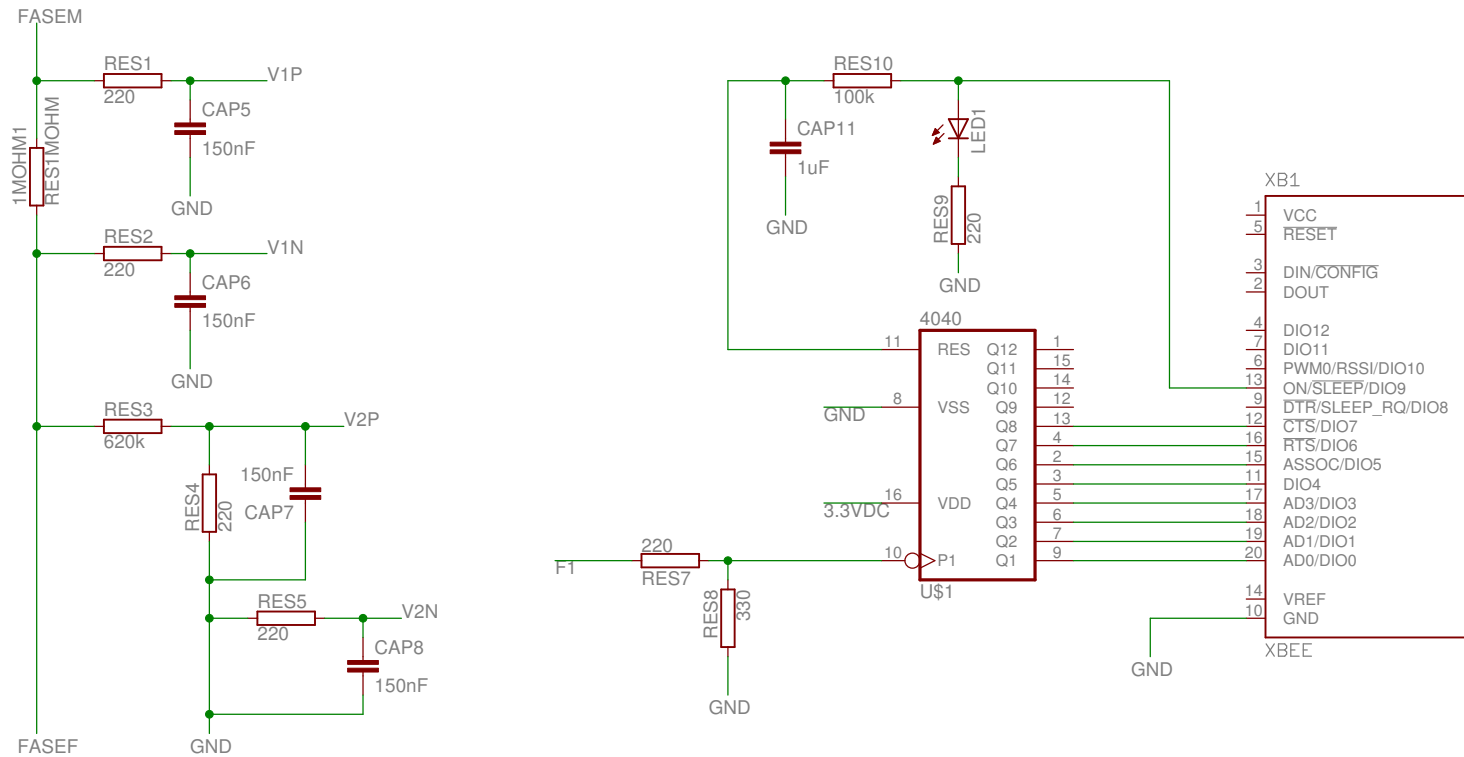 FASEM
RES1
220
V1P
CAP5
150nF
GND
1MOHM1
RES1MOHM
RES2
220
V1N
CAP6
150nF
GND
RES3
620k
V2P
RES4
220
150nF
CAP7
RES5
220
V2N
CAP8
150nF
FASEF
GND
RES10
100k
CAP11
1uF
GND
LED1
RES9
220
GND
4040
11 RES Q12 1
Q11 15
Q10 14
GND 8 VSS Q9 12
Q8 13
Q7 4
Q6 2
Q5 3
3.3VDC 16 VDD Q4 5
Q3 6
Q2 7
10 P1 Q1 9
U$1
F1
220
RES7
RES8
330
GND
XB1
1 VCC
5 RESET
3 DIN/CONFIG
2 DOUT
4 DIO12
7 DIO11
6 PWM0/RSSI/DIO10
13 ON/SLEEP/DIO9
9 DTR/SLEEP_RQ/DIO8
12 CTS/DIO7
16 RTS/DIO6
15 ASSOC/DIO5
11 DIO4
17 AD3/DIO3
18 AD2/DIO2
19 AD1/DIO1
20 AD0/DIO0
14 VREF
10 GND
XBEE
GND